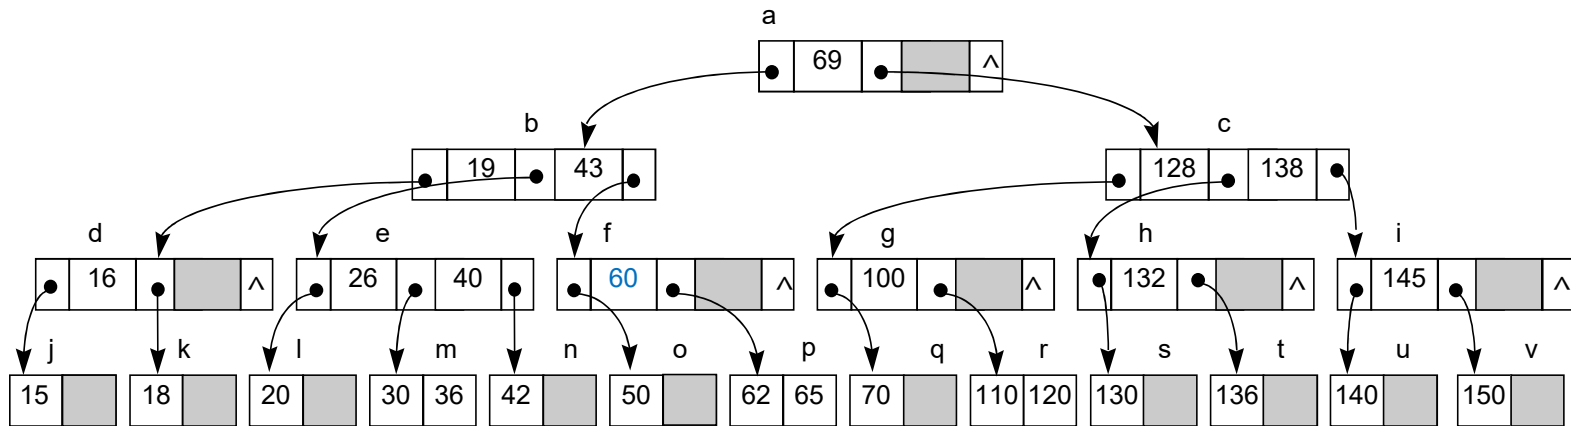 a
69 ^
b c
19 43 128 138
d e f g h i
16 ^ 26 40 60 ^ 100 ^ 132 ^ 145 ^
j k l m n o p q r s t u v
15 18 20 30 36 42 50 62 65 70 110 120 130 136 140 150